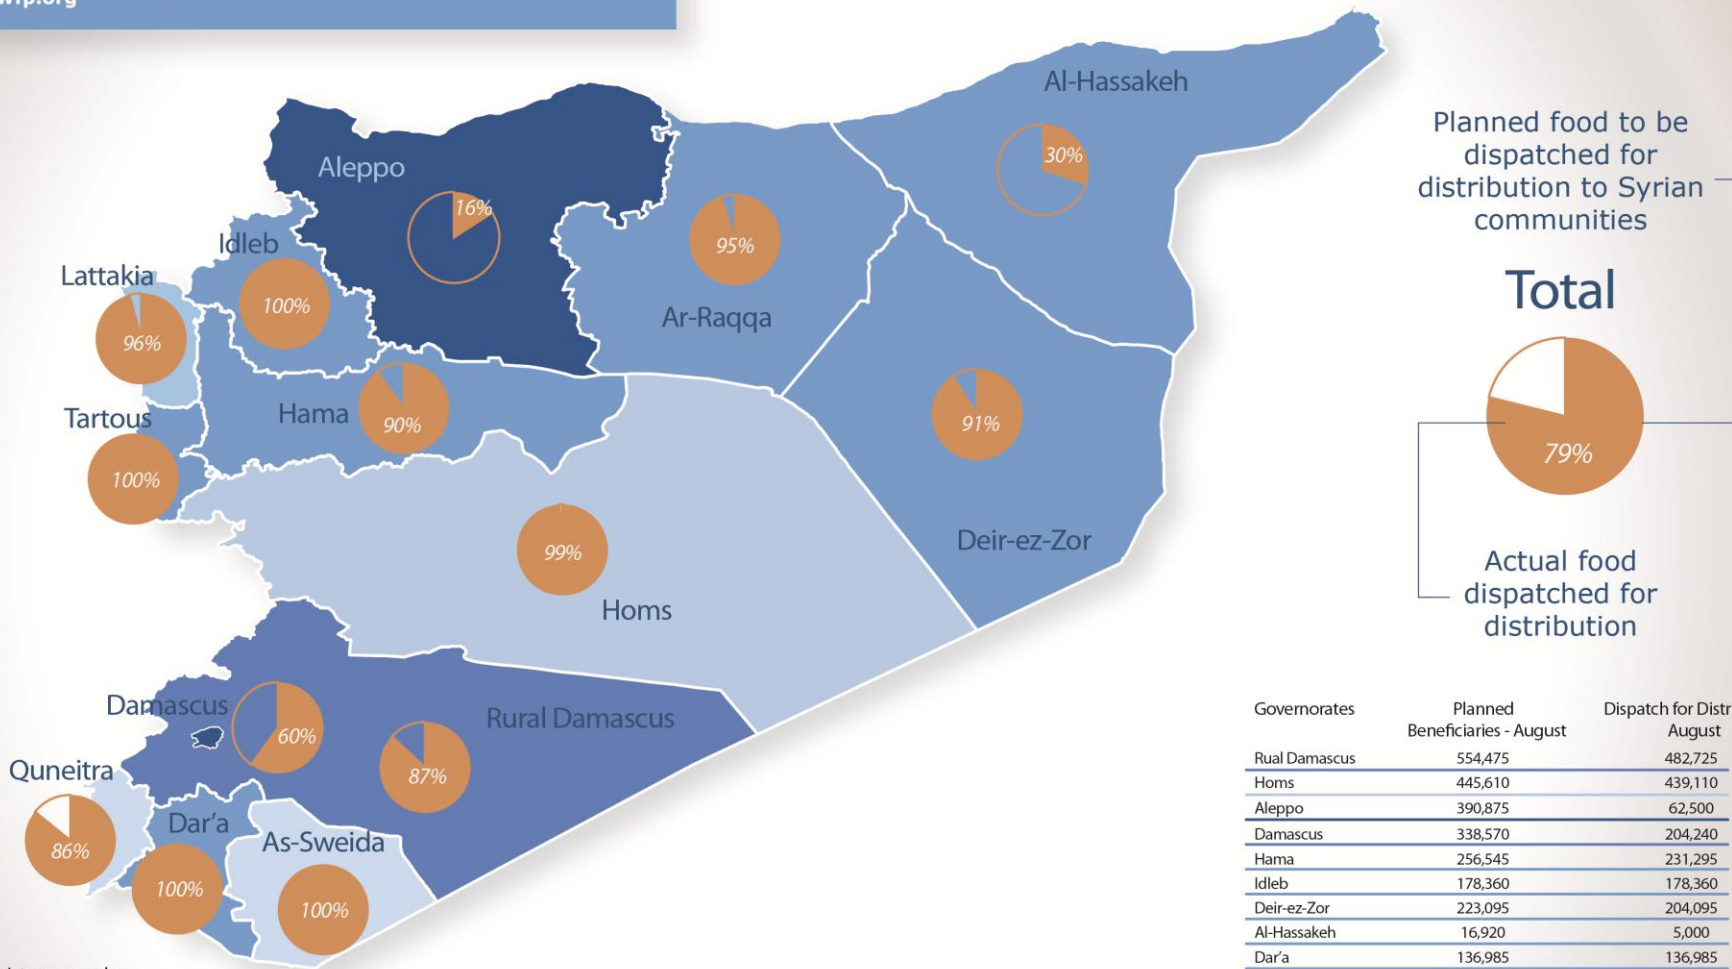 wfp.org
Al-Hassakeh
30%
Aleppo
16%
95%
Ar-Raqqa
Idleb
100%
Lattakia
96%
Tartous
100%
Hama
90%
91%
Deir-ez-Zor
99%
Homs
Damascus
60%
Rural Damascus
87%
Quneitra
86%
Dar'a
100%
As-Sweida
100%
Planned food to be
dispatched for
distribution to Syrian
communities
Total
79%
Actual food
dispatched for
distribution
Governorates Planned Dispatch for Distr
Beneficiaries - August August
Rual Damascus 554,475 482,725
Homs 445,610 439,110
Aleppo 390,875 62,500
Damascus 338,570 204,240
Hama 256,545 231,295
Idleb 178,360 178,360
Deir-ez-Zor 223,095 204,095
Al-Hassakeh 16,920 5,000
Dar'a 136,985 136,985